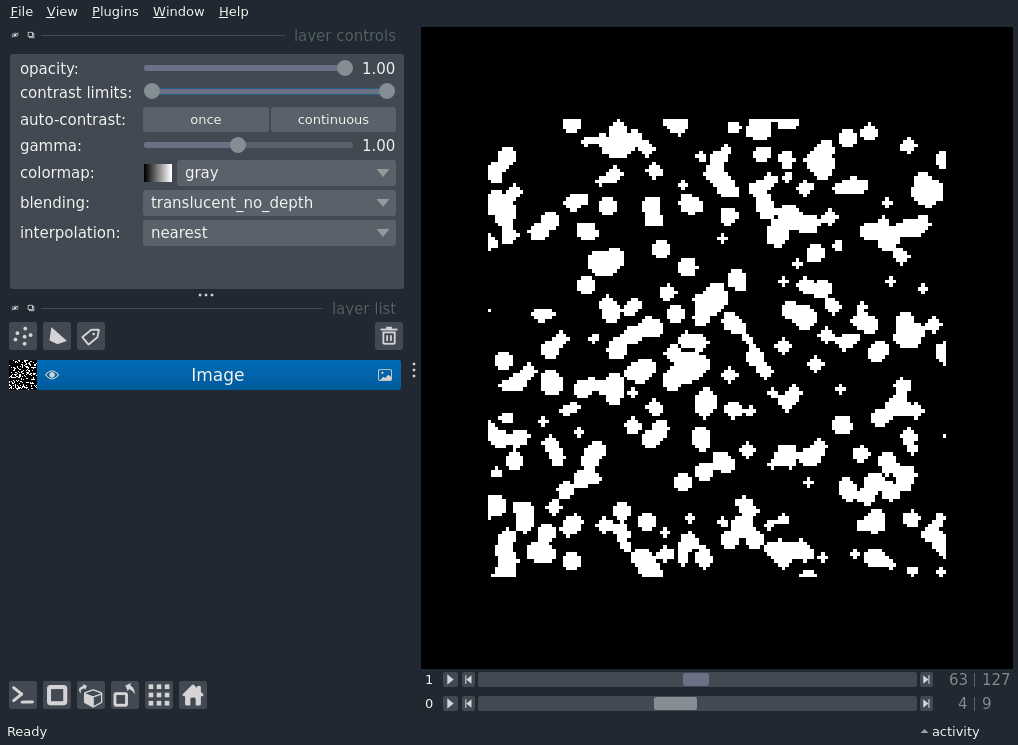 File View Plugins Window Help
layer controls
opacity: 1.00
contrast limits:
auto-contrast: once continuous
gamma: 1.00
colormap: gray
blending: translucent_no_depth
interpolation: nearest
layer list
Image
1 63 | 127
0 4 | 9
Ready activity